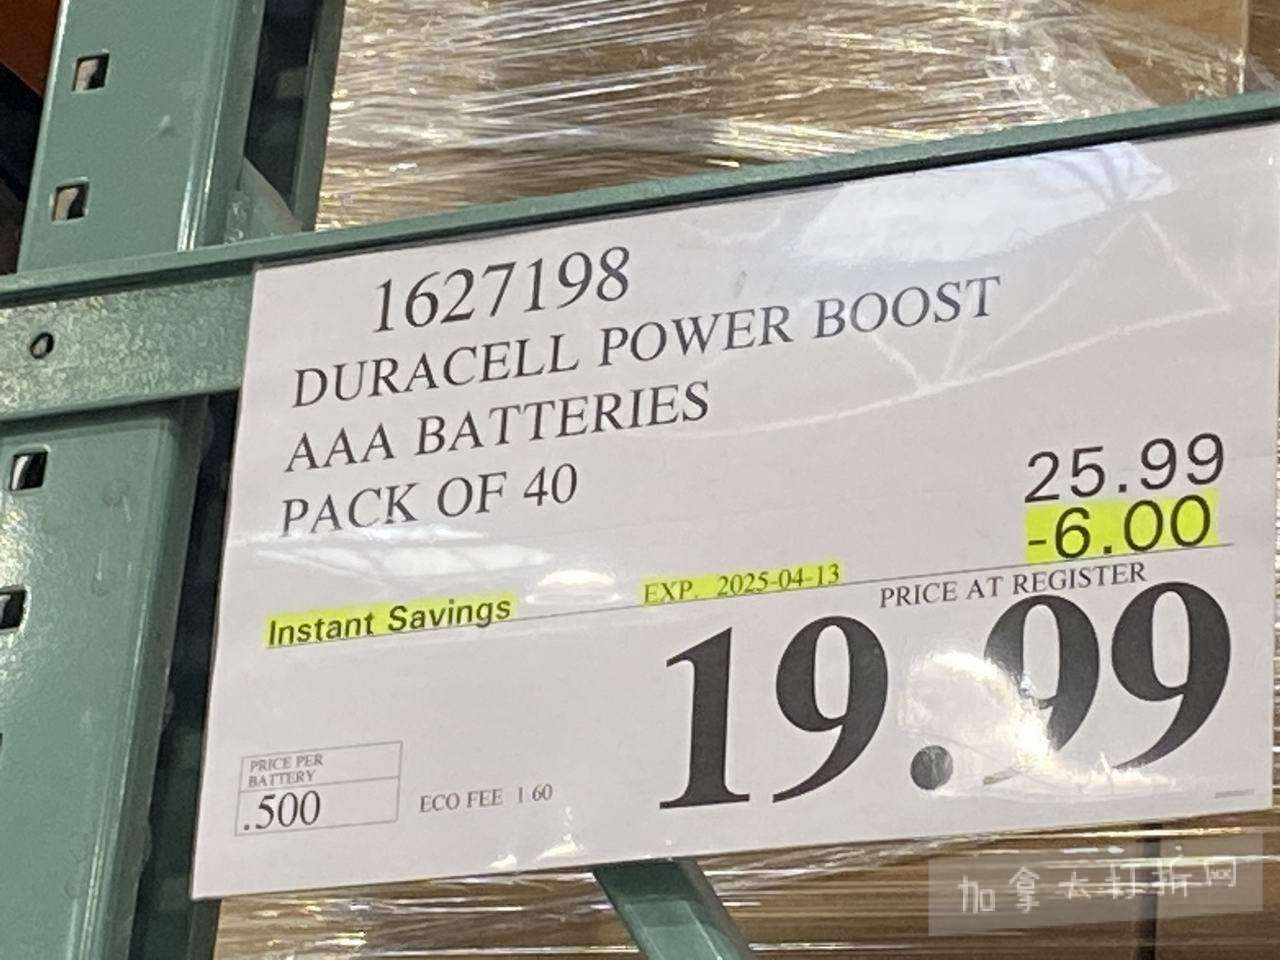 1627198
DURACELL POWER BOOST
AAA BATTERIES
PACK OF 40
25.99
-6.00
Instant Savings
EXP. 2025-04-13
PRICE AT REGISTER
19.99
PRICE PER
BATTERY
.500
ECO FEE 1.60
加拿大打折网